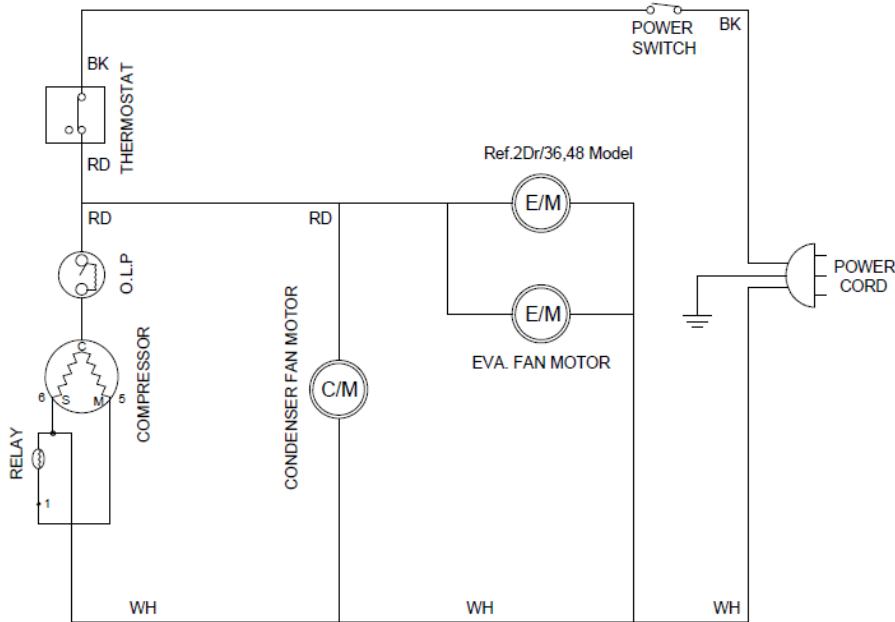 POWER
SWITCH
BK
BK
THERMOSTAT
RD
Ref.2Dr/36,48 Model
E/M
RD
RD
O.L.P
POWER
CORD
E/M
EVA. FAN MOTOR
C
COMPRESSOR
CONDENSER FAN MOTOR
C/M
6
S
M
5
RELAY
1
WH
WH
WH